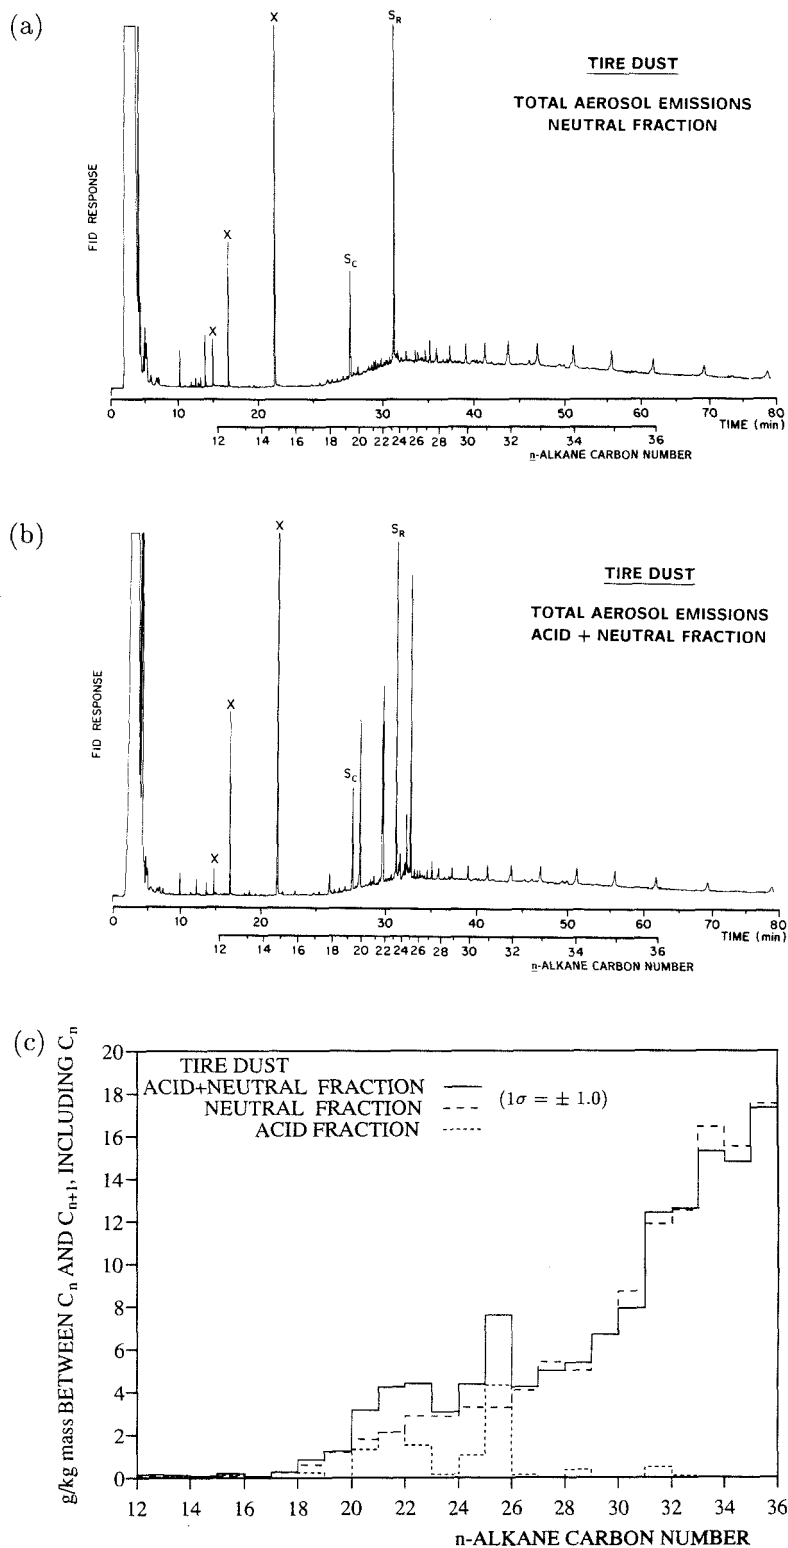 (a)
X
S_R
TIRE DUST
TOTAL AEROSOL EMISSIONS
NEUTRAL FRACTION
FID RESPONSE
X
S_C
X
0 10 20 30 40 50 60 70 80
TIME (min)
12 14 16 18 20 22 24 26 28 30 32 34 36
n-ALKANE CARBON NUMBER
(b)
X
S_R
TIRE DUST
TOTAL AEROSOL EMISSIONS
ACID + NEUTRAL FRACTION
FID RESPONSE
X
S_C
X
0 10 20 30 40 50 60 70 80
TIME (min)
12 14 16 18 20 22 24 26 28 30 32 34 36
n-ALKANE CARBON NUMBER
(c)
g/kg mass BETWEEN C_n AND C_n+1, INCLUDING C_n
20
TIRE DUST
18
ACID+NEUTRAL FRACTION
NEUTRAL FRACTION
(1σ = ± 1.0)
16
ACID FRACTION
14
12
10
8
6
4
2
0
12 14 16 18 20 22 24 26 28 30 32 34 36
n-ALKANE CARBON NUMBER